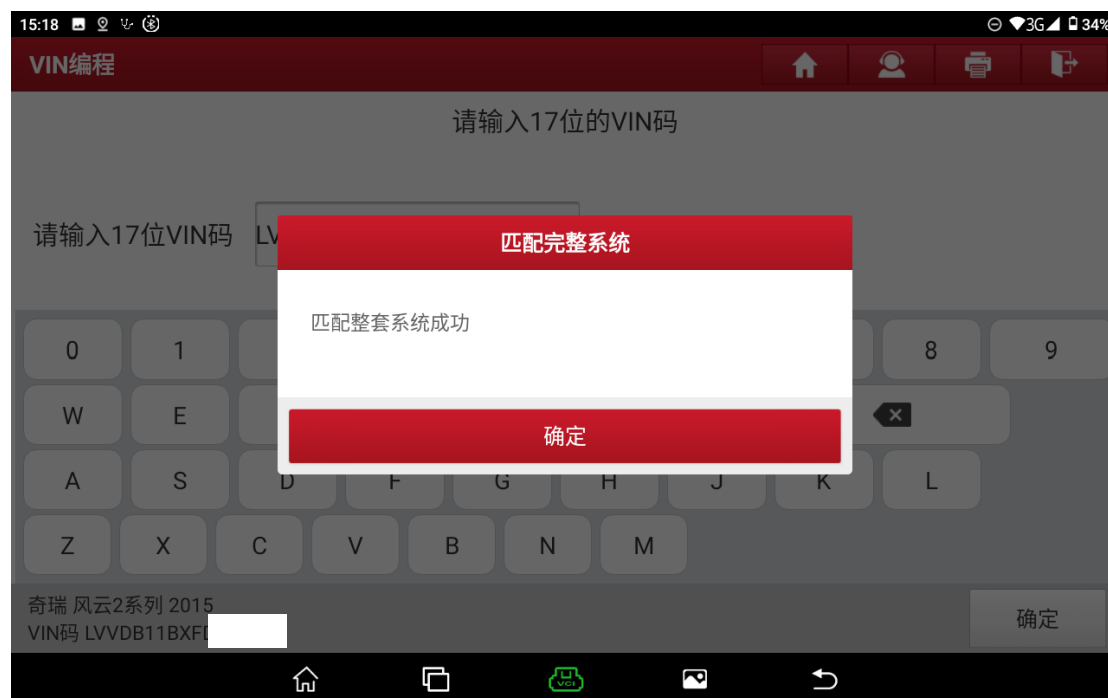 15:18
3G
34%
VIN编程
请输入17位的VIN码
请输入17位VIN码
LV
匹配完整系统
匹配整套系统成功
确定
0 1 8 9
W E
A S D F G H J K L
Z X C V B N M
奇瑞 风云2系列 2015
VIN码 LVVDB11BXF
确定
VCI